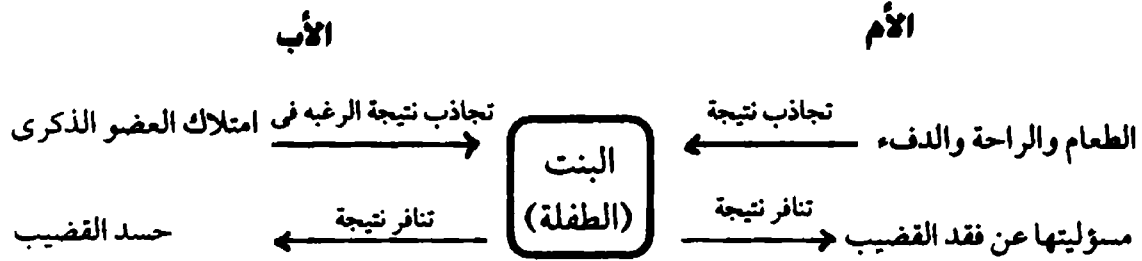 الأم
الأب
الطعام والراحة والدفء
تجاذب نتيجة
البنت
(الطفلة)
تجاذب نتيجة الرغبه فى
امتلاك العضو الذكرى
مسؤليتها عن فقد القضيب
تنافر نتيجة
تنافر نتيجة
حسد القضيب